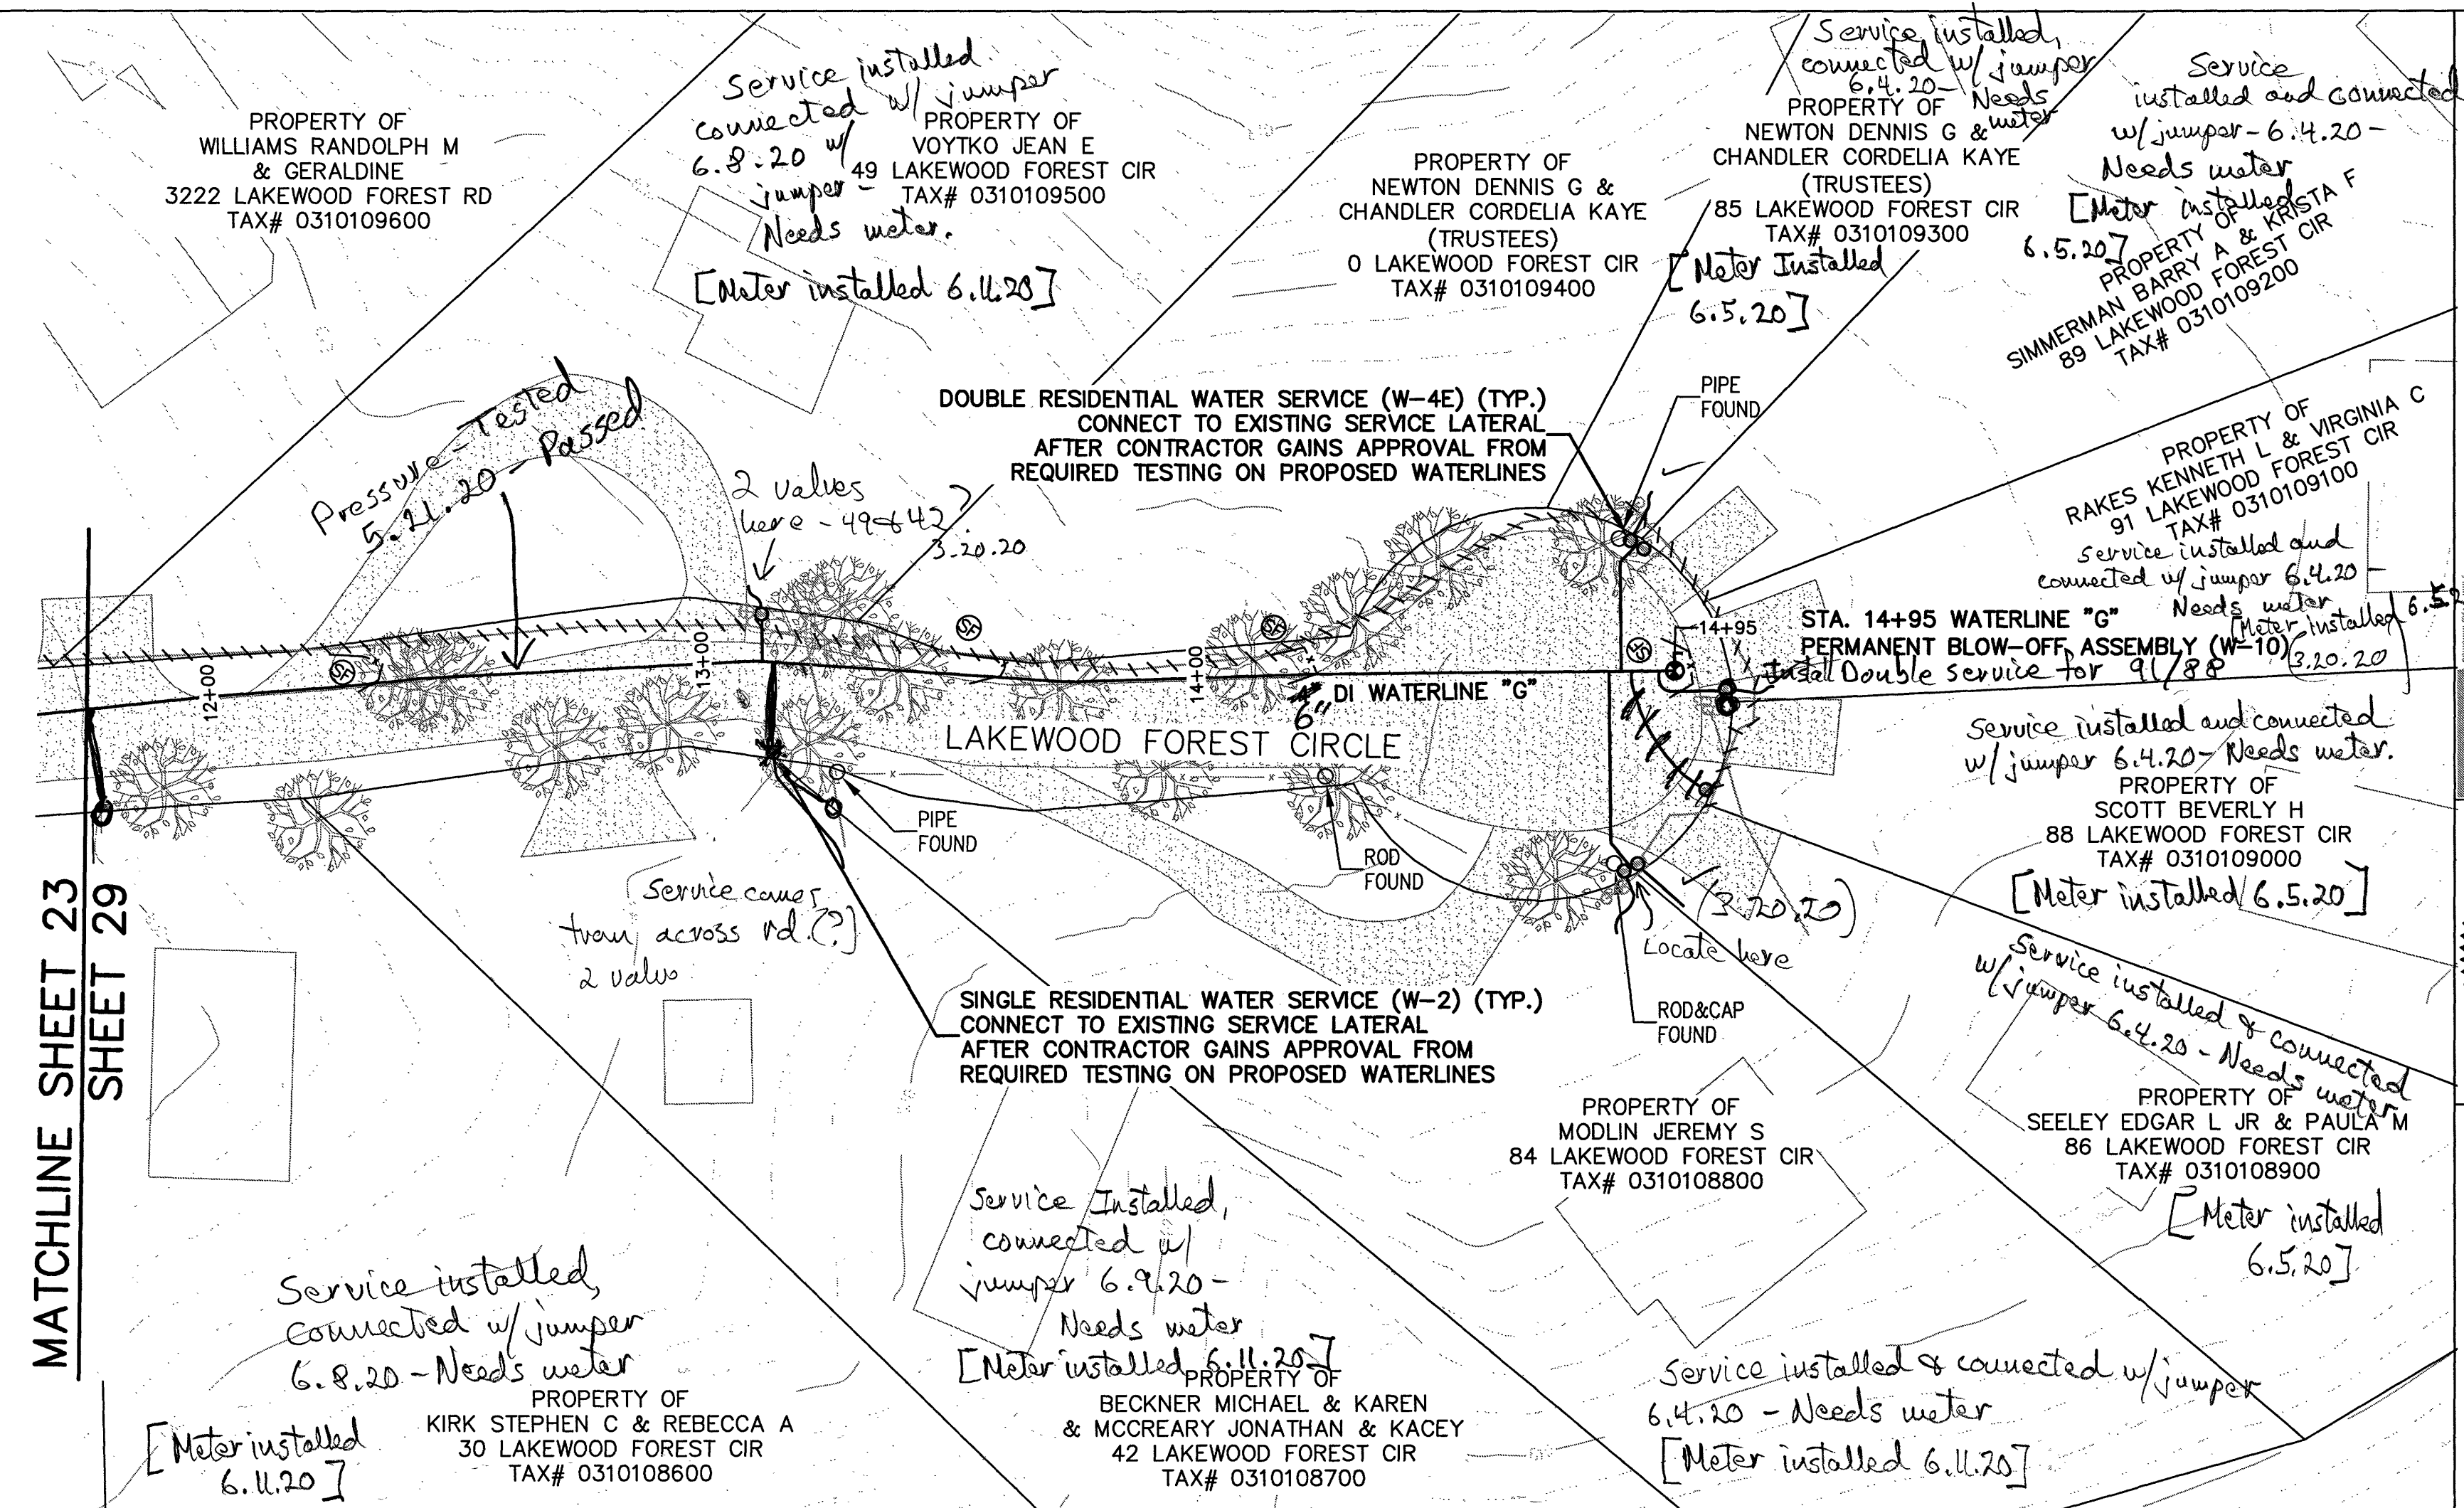 PROPERTY OF
WILLIAMS RANDOLPH M
& GERALDINE
3222 LAKEWOOD FOREST RD
TAX# 0310109600
Service installed.
connected w/ jumper
6.8.20 w/
jumper -
Needs meter.
PROPERTY OF
VOYTKO JEAN E
49 LAKEWOOD FOREST CIR
TAX# 0310109500
[Meter installed 6.11.20]
PROPERTY OF
NEWTON DENNIS G &
CHANDLER CORDELIA KAYE
(TRUSTEES)
0 LAKEWOOD FOREST CIR
TAX# 0310109400
Service installed,
connected w/ jumper
6.4.20- Needs
meter
PROPERTY OF
NEWTON DENNIS G &
CHANDLER CORDELIA KAYE
(TRUSTEES)
85 LAKEWOOD FOREST CIR
TAX# 0310109300
[Meter Installed
6.5.20]
Service
installed and connected
w/jumper-6.4.20-
Needs meter
[Meter installed
6.5.20]
PROPERTY OF
SIMMERMAN BARRY A & KRISTA F
89 LAKEWOOD FOREST CIR
TAX# 0310109200
PROPERTY OF
RAKES KENNETH L & VIRGINIA C
91 LAKEWOOD FOREST CIR
TAX# 0310109100
service installed and
connected w/ jumper 6.4.20 -
Needs meter
[Meter installed
Pressure-Tested
5.21.20-Passed
2 valves
here - 49&42
3.20.20
DOUBLE RESIDENTIAL WATER SERVICE (W-4E) (TYP.)
CONNECT TO EXISTING SERVICE LATERAL
AFTER CONTRACTOR GAINS APPROVAL FROM
REQUIRED TESTING ON PROPOSED WATERLINES
PIPE
FOUND
STA. 14+95 WATERLINE "G"
PERMANENT BLOW-OFF ASSEMBLY (W-10)
Install Double service for 91/88
(3.20.20
12+00
13+00
14+00
14+95
6" DI WATERLINE "G"
LAKEWOOD FOREST CIRCLE
PIPE
FOUND
ROD
FOUND
Service installed and connected
w/ jumper 6.4.20- Needs meter.
PROPERTY OF
SCOTT BEVERLY H
88 LAKEWOOD FOREST CIR
TAX# 0310109000
[Meter installed 6.5.20]
MATCHLINE SHEET 23
SHEET 29
across rd.(?)
(3.20.20)
Locate here
ROD&CAP
FOUND
SINGLE RESIDENTIAL WATER SERVICE (W-2) (TYP.)
CONNECT TO EXISTING SERVICE LATERAL
AFTER CONTRACTOR GAINS APPROVAL FROM
REQUIRED TESTING ON PROPOSED WATERLINES
Service installed & connected
w/jumper 6.4.20 - Needs meter
PROPERTY OF
SEELEY EDGAR L JR & PAULA M
86 LAKEWOOD FOREST CIR
TAX# 0310108900
[Meter installed
6.5.20]
PROPERTY OF
MODLIN JEREMY S
84 LAKEWOOD FOREST CIR
TAX# 0310108800
Service installed & connected w/jumper
6.4.20 - Needs meter
[Meter installed 6.11.20]
Service Installed,
connected w/
jumper 6.9.20-
Needs meter
[Meter installed 6.11.20]
PROPERTY OF
BECKNER MICHAEL & KAREN
& MCCREARY JONATHAN & KACEY
42 LAKEWOOD FOREST CIR
TAX# 0310108700
Service installed,
connected w/jumper
6.8.20-Needs meter
PROPERTY OF
KIRK STEPHEN C & REBECCA A
30 LAKEWOOD FOREST CIR
TAX# 0310108600
[Meter installed
6.11.20]